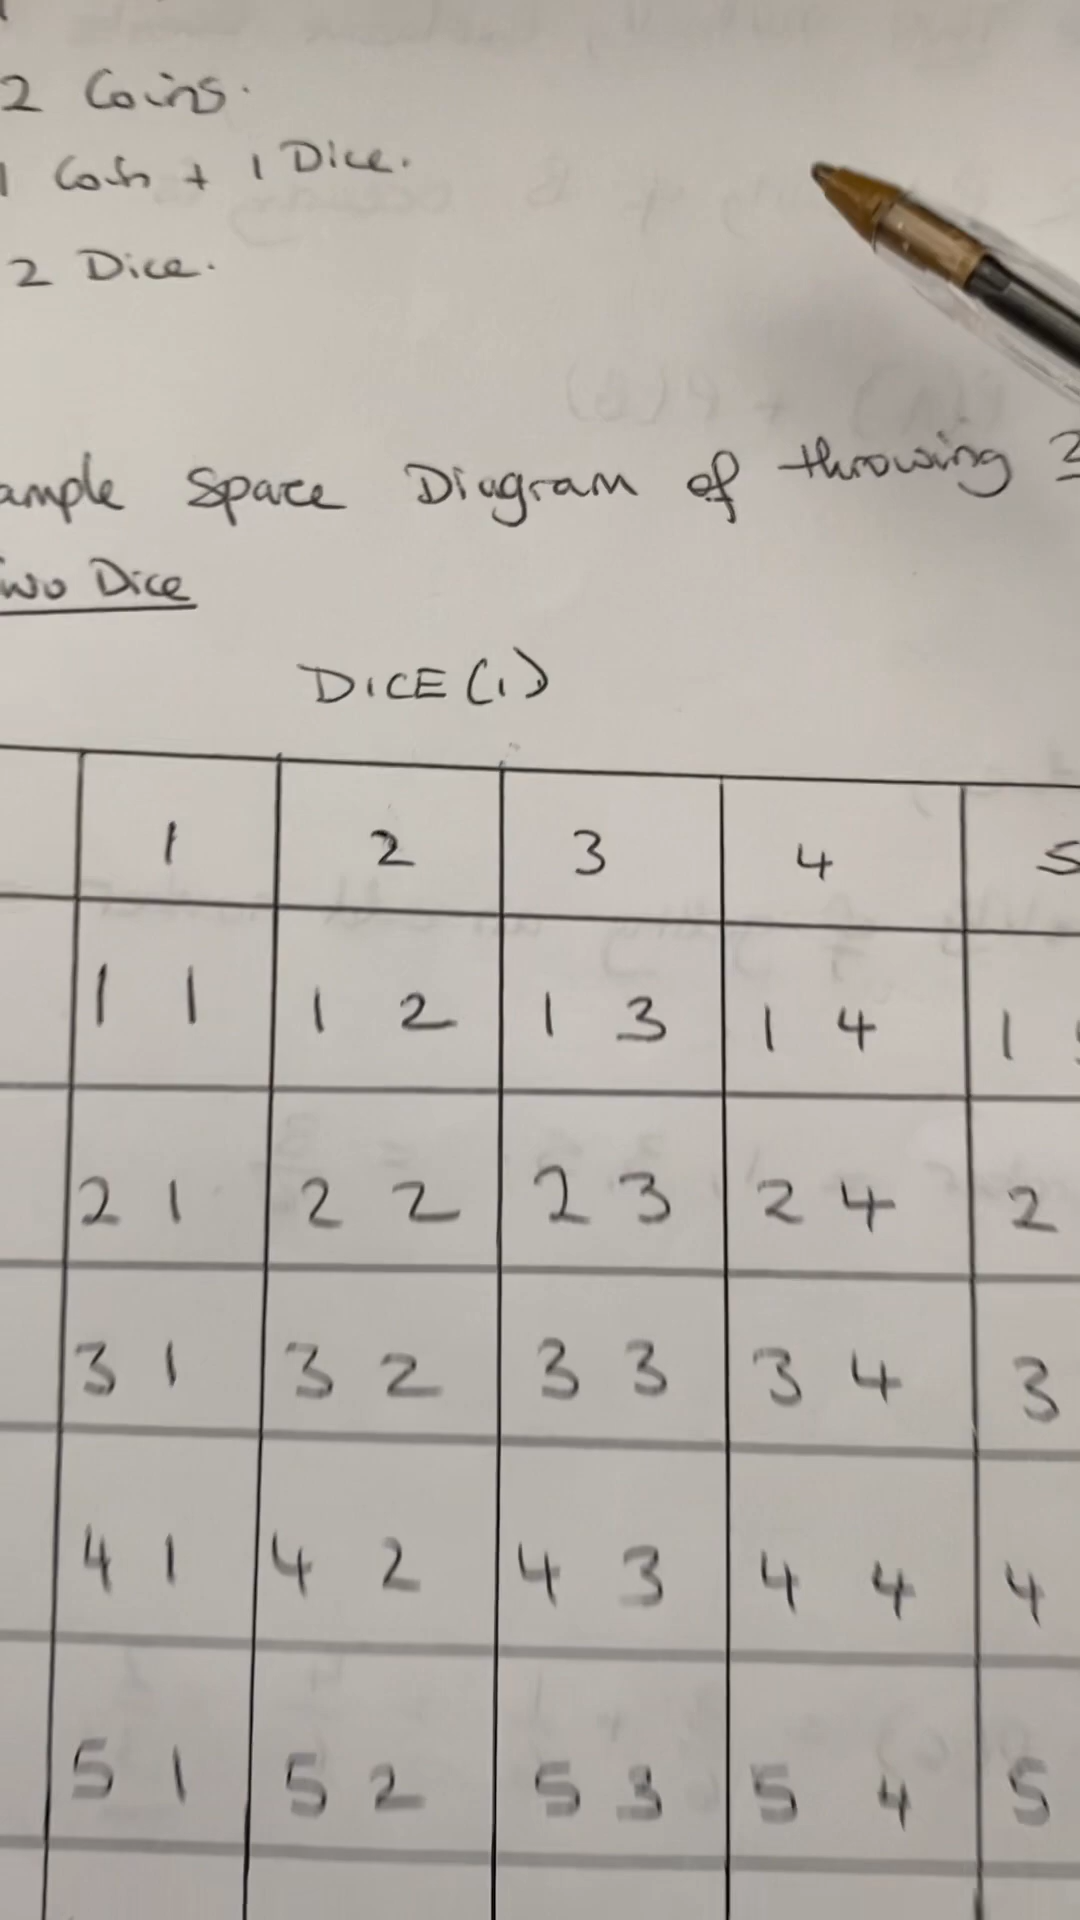 2 Coins.
1 Coin + 1 Dice.
2 Dice.
ample Space Diagram of throwing 2
wo Dice
DICE (1)
1 2 3 4 5
1 1 1 2 1 3 1 4 1
2 1 2 2 2 3 2 4 2
3 1 3 2 3 3 3 4 3
4 1 4 2 4 3 4 4 4
5 1 5 2 5 3 5 4 5